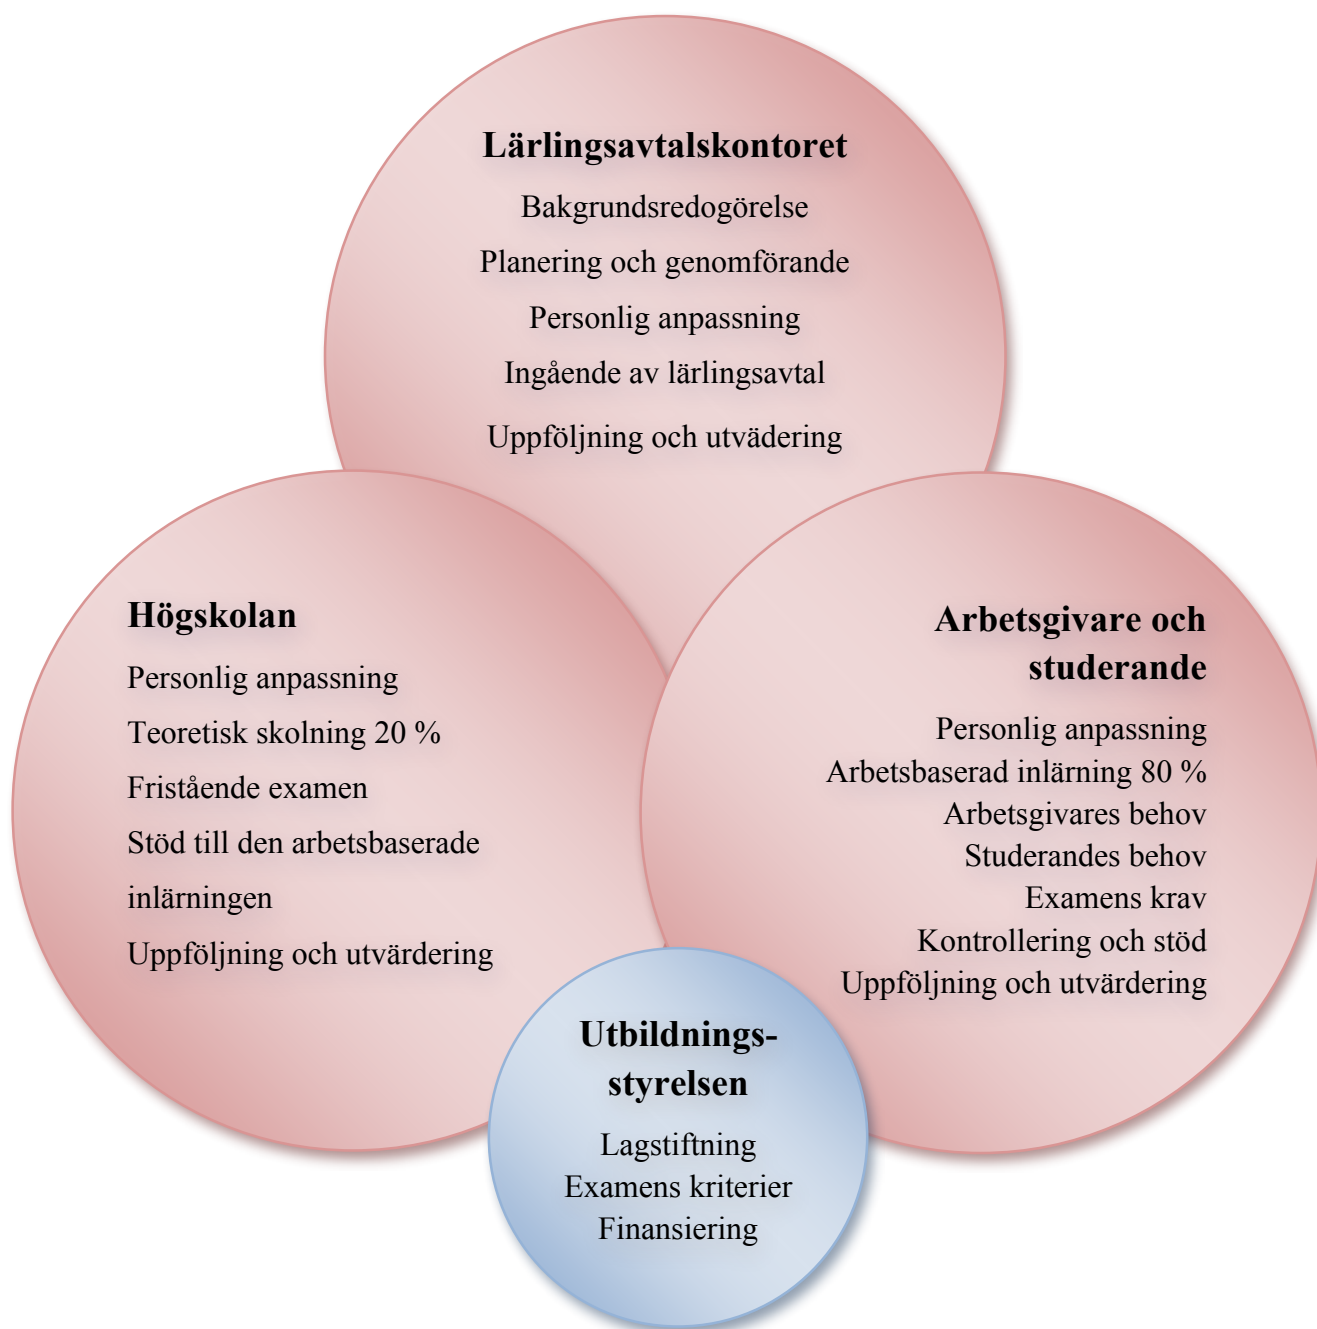 Lärlingsavtalskontoret
Bakgrundsredogörelse
Planering och genomförande
Personlig anpassning
Ingående av lärlingsavtal
Uppföljning och utvädering
Högskolan
Personlig anpassning
Teoretisk skolning 20 %
Fristående examen
Stöd till den arbetsbaserade
inlärningen
Uppföljning och utvärdering
Arbetsgivare och
studerande
Personlig anpassning
Arbetsbaserad inlärning 80 %
Arbetsgivares behov
Studerandes behov
Examens krav
Kontrollering och stöd
Uppföljning och utvärdering
Utbildnings-
styrelsen
Lagstiftning
Examens kriterier
Finansiering